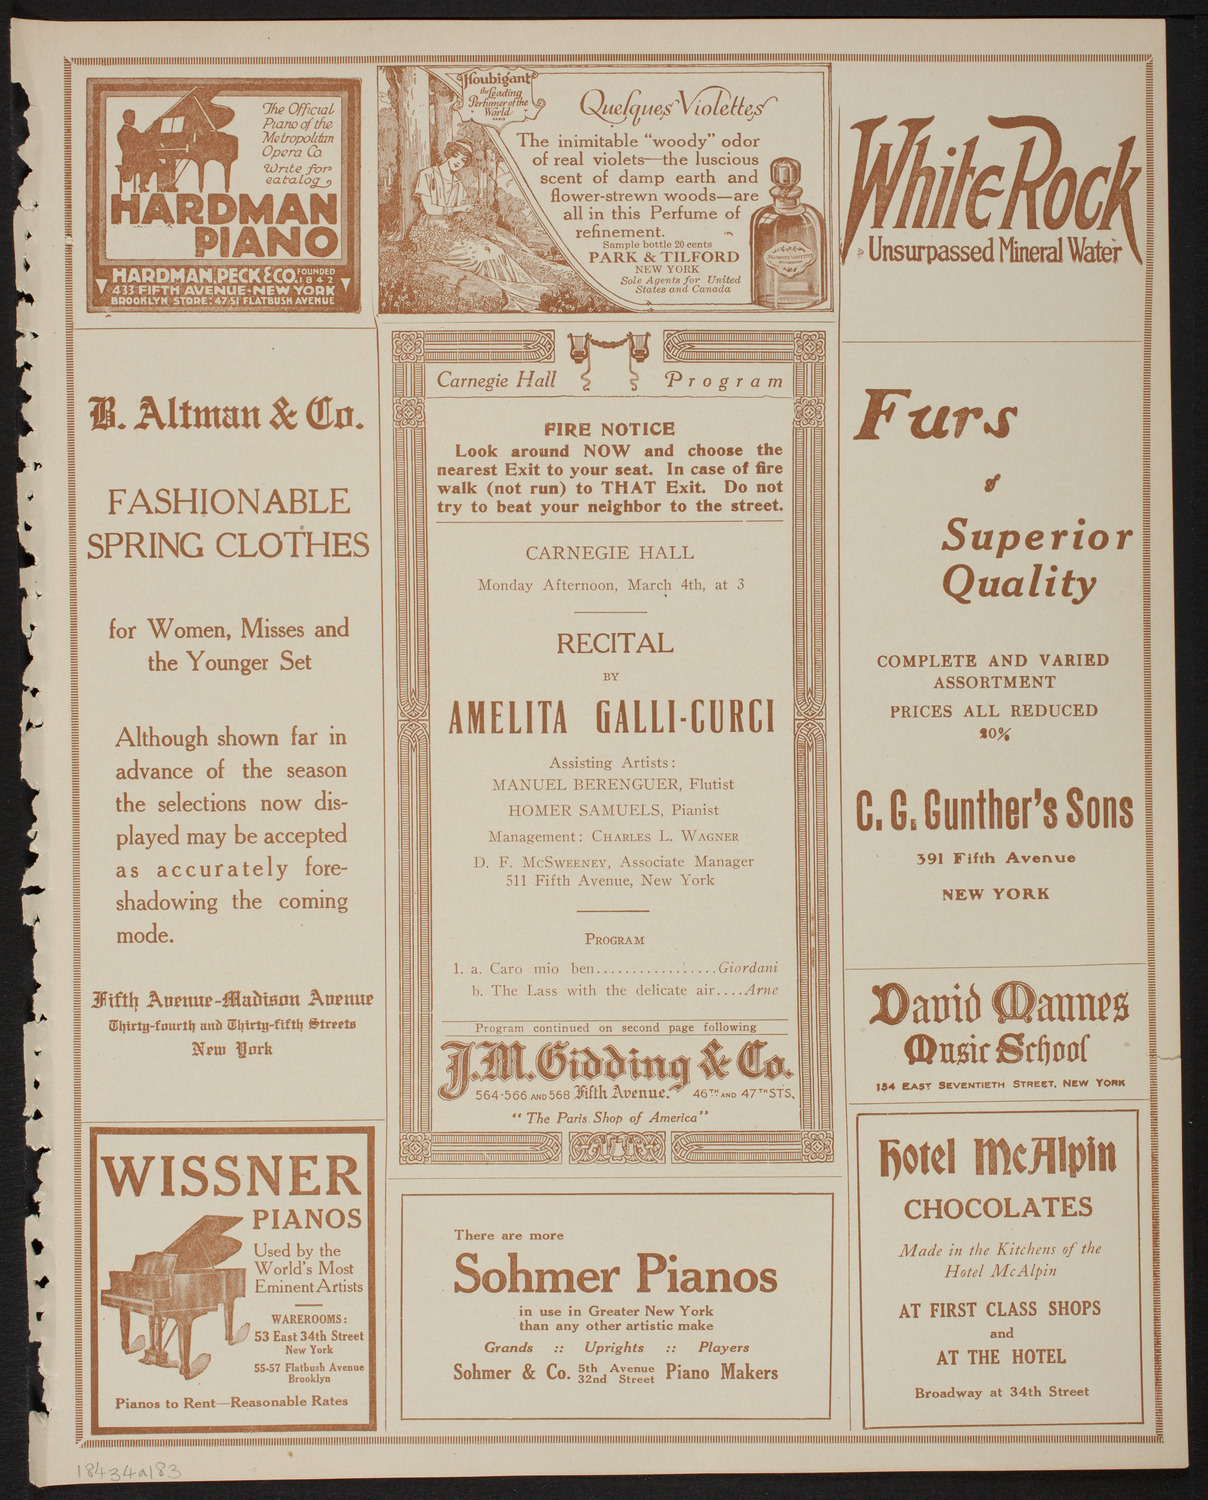 The Official
Piano of the
Metropolitan
Opera Co.
Write for
catalog
HARDMAN
PIANO
HARDMAN, PECK & CO. FOUNDED 1842
433 FIFTH AVENUE-NEW YORK
BROOKLYN STORE: 47-51 FLATBUSH AVENUE
Houbigant
the Leading
Perfumer of the
World
PARIS
Quelques Violettes
The inimitable "woody" odor
of real violets—the luscious
scent of damp earth and
flower-strewn woods—are
all in this Perfume of
refinement.
Sample bottle 20 cents
PARK & TILFORD
NEW YORK
Sole Agents for United
States and Canada
White Rock
Unsurpassed Mineral Water
B. Altman & Co.
FASHIONABLE
SPRING CLOTHES
for Women, Misses and
the Younger Set
Although shown far in
advance of the season
the selections now dis-
played may be accepted
as accurately fore-
shadowing the coming
mode.
Fifth Avenue-Madison Avenue
Thirty-fourth and Thirty-fifth Streets
New York
WISSNER
PIANOS
Used by the
World's Most
Eminent Artists
WAREROOMS:
53 East 34th Street
New York
55-57 Flatbush Avenue
Brooklyn
Pianos to Rent—Reasonable Rates
Carnegie Hall Program
FIRE NOTICE
Look around NOW and choose the
nearest Exit to your seat. In case of fire
walk (not run) to THAT Exit. Do not
try to beat your neighbor to the street.
CARNEGIE HALL
Monday Afternoon, March 4th, at 3
RECITAL
BY
AMELITA GALLI-CURCI
Assisting Artists:
MANUEL BERENGUER, Flutist
HOMER SAMUELS, Pianist
Management: CHARLES L. WAGNER
D. F. McSWEENEY, Associate Manager
511 Fifth Avenue, New York
PROGRAM
1. a. Caro mio ben.................Giordani
b. The Lass with the delicate air....Arne
Program continued on second page following
J. M. Gidding & Co.
564-566 AND 568 Fifth Avenue. 46TH AND 47TH STS.
"The Paris Shop of America"
There are more
Sohmer Pianos
in use in Greater New York
than any other artistic make
Grands :: Uprights :: Players
Sohmer & Co. 5th Avenue 32nd Street Piano Makers
Furs
of
Superior
Quality
COMPLETE AND VARIED
ASSORTMENT
PRICES ALL REDUCED
20%
C. G. Gunther's Sons
391 Fifth Avenue
NEW YORK
David Mannes
Music School
154 EAST SEVENTIETH STREET, NEW YORK
Hotel McAlpin
CHOCOLATES
Made in the Kitchens of the
Hotel McAlpin
AT FIRST CLASS SHOPS
and
AT THE HOTEL
Broadway at 34th Street
18434a183